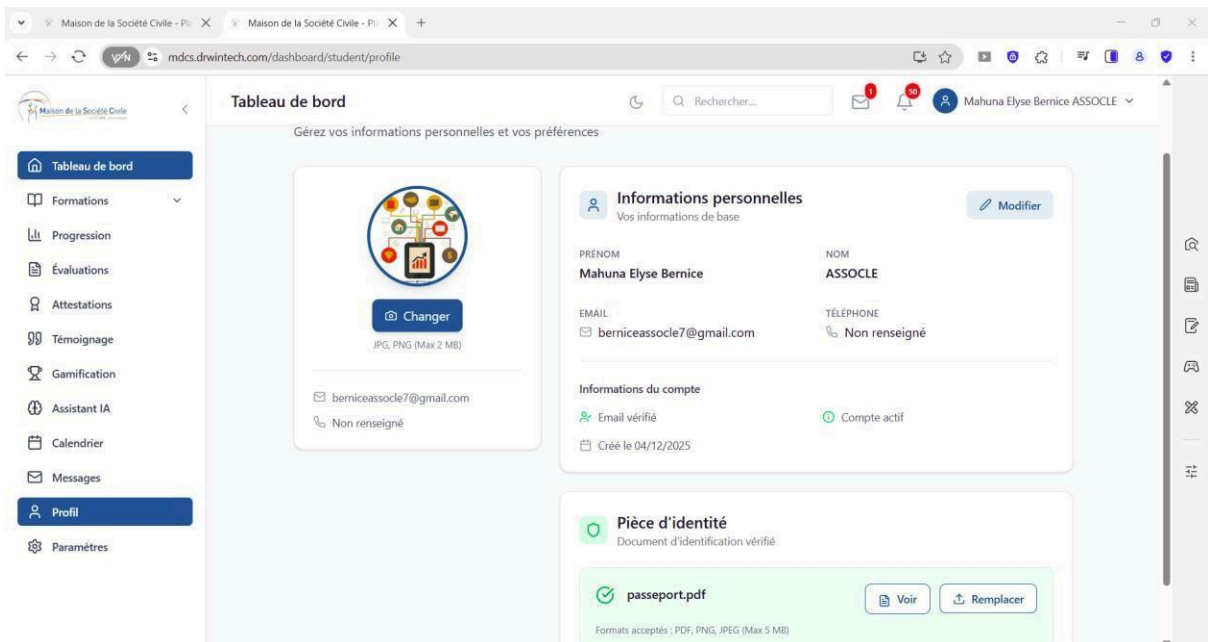 Maison de la Société Civile - Pl
Maison de la Société Civile - Pl
VPN
mdcs.drwintech.com/dashboard/student/profile
Maison de la Société Civile
Tableau de bord
Rechercher...
1
50
Mahuna Elyse Bernice ASSOCLE
Gérez vos informations personnelles et vos préférences
Tableau de bord
Formations
Progression
Évaluations
Attestations
Témoignage
Gamification
Assistant IA
Calendrier
Messages
Profil
Paramètres
Changer
JPG, PNG (Max 2 MB)
berniceassocle7@gmail.com
Non renseigné
Informations personnelles
Vos informations de base
Modifier
PRÉNOM
Mahuna Elyse Bernice
NOM
ASSOCLE
EMAIL
berniceassocle7@gmail.com
TÉLÉPHONE
Non renseigné
Informations du compte
Email vérifié
Compte actif
Créé le 04/12/2025
Pièce d'identité
Document d'identification vérifié
passeport.pdf
Voir
Remplacer
Formats acceptés : PDF, PNG, JPEG (Max 5 MB)